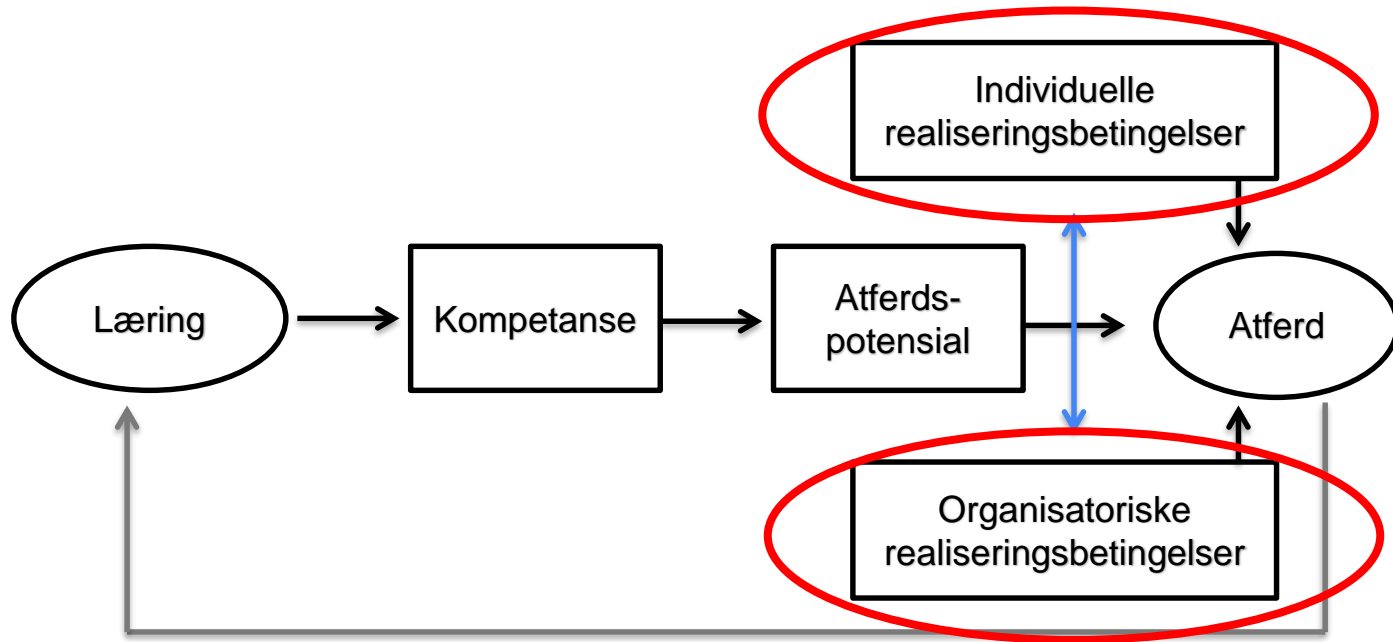 Individuelle
realiseringsbetingelser
Læring
Kompetanse
Atferds-
potensial
Atferd
Organisatoriske
realiseringsbetingelser